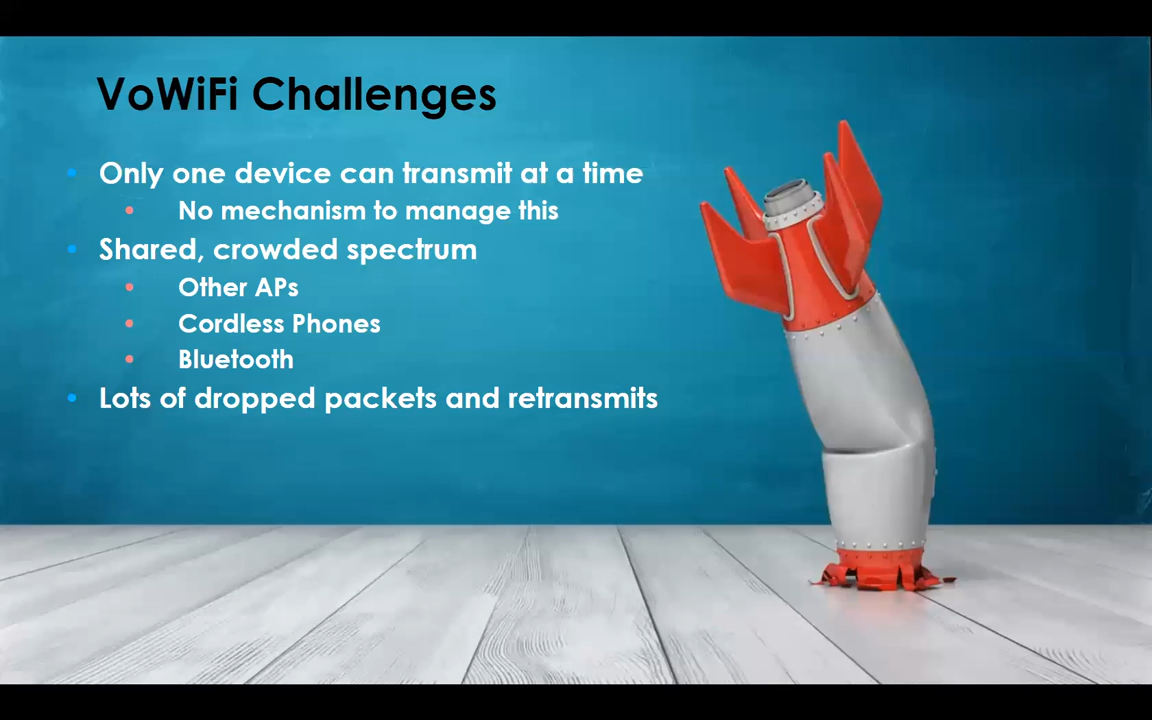 VoWiFi Challenges
Only one device can transmit at a time
No mechanism to manage this
Shared, crowded spectrum
Other APs
Cordless Phones
Bluetooth
Lots of dropped packets and retransmits